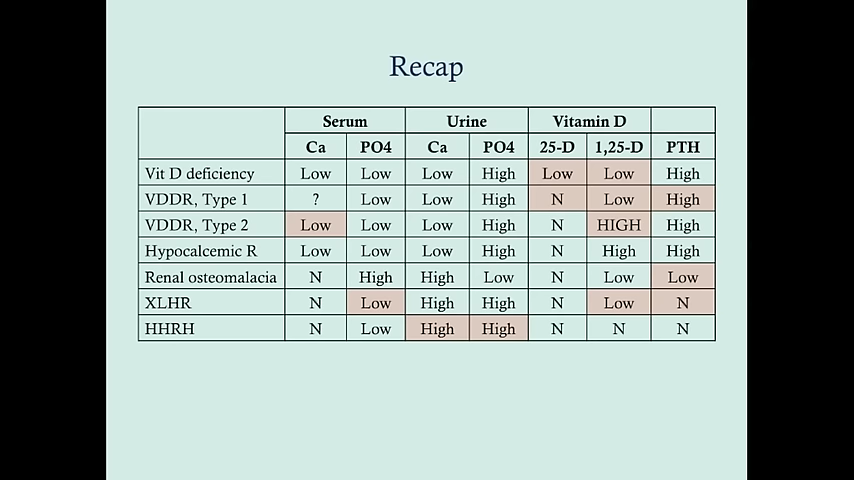 Recap
Serum Urine Vitamin D
Ca PO4 Ca PO4 25-D 1,25-D PTH
Vit D deficiency Low Low Low High Low Low High
VDDR, Type 1 ? Low Low High N Low High
VDDR, Type 2 Low Low Low High N HIGH High
Hypocalcemic R Low Low Low High N High High
Renal osteomalacia N High High Low N Low Low
XLHR N Low High High N Low N
HHRH N Low High High N N N